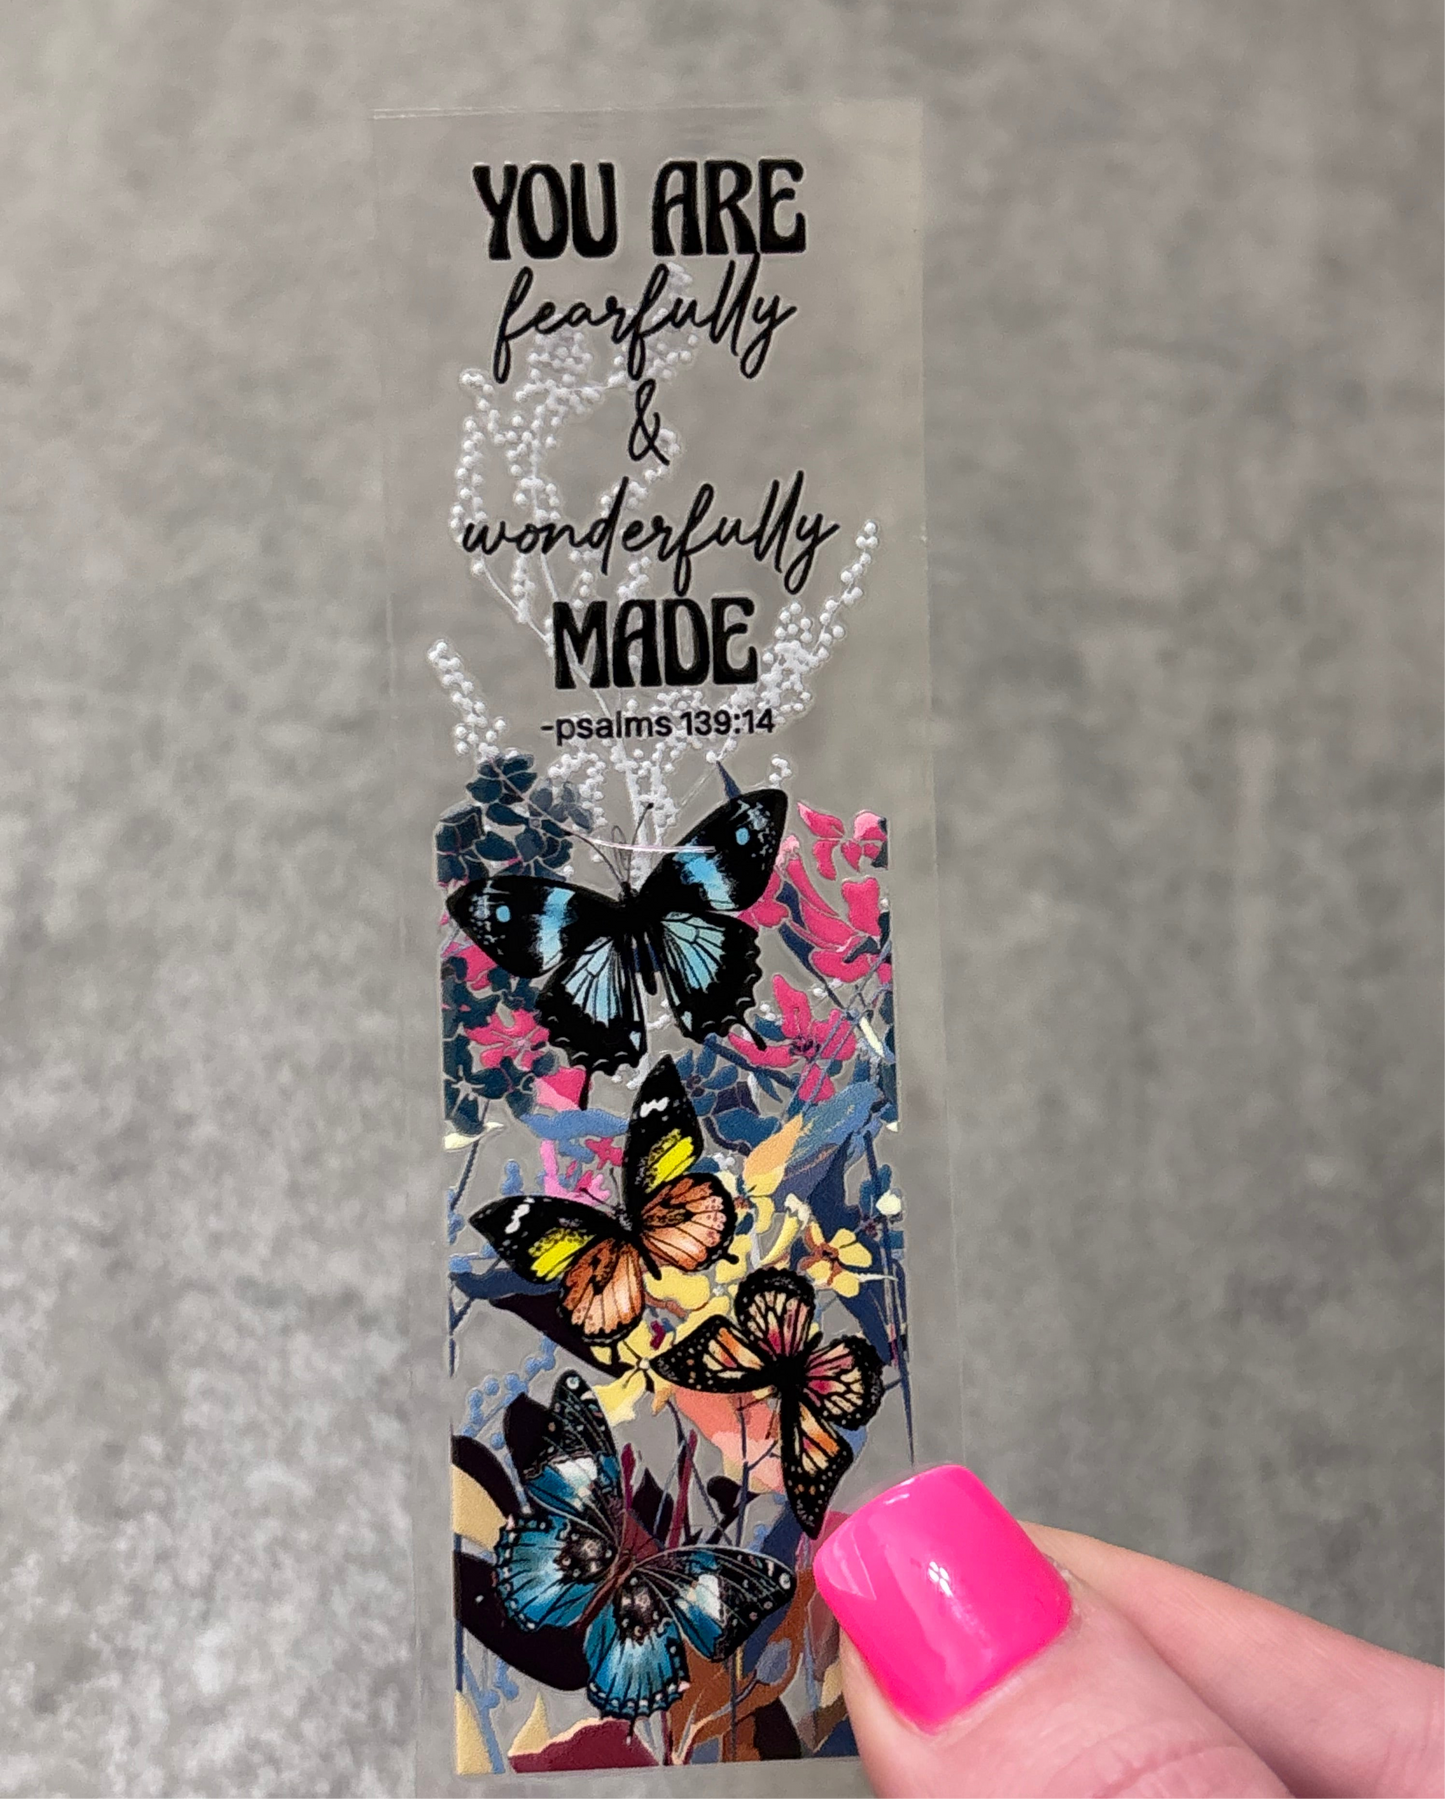 YOU ARE
fearfully
&
wonderfully
MADE
-psalms 139:14